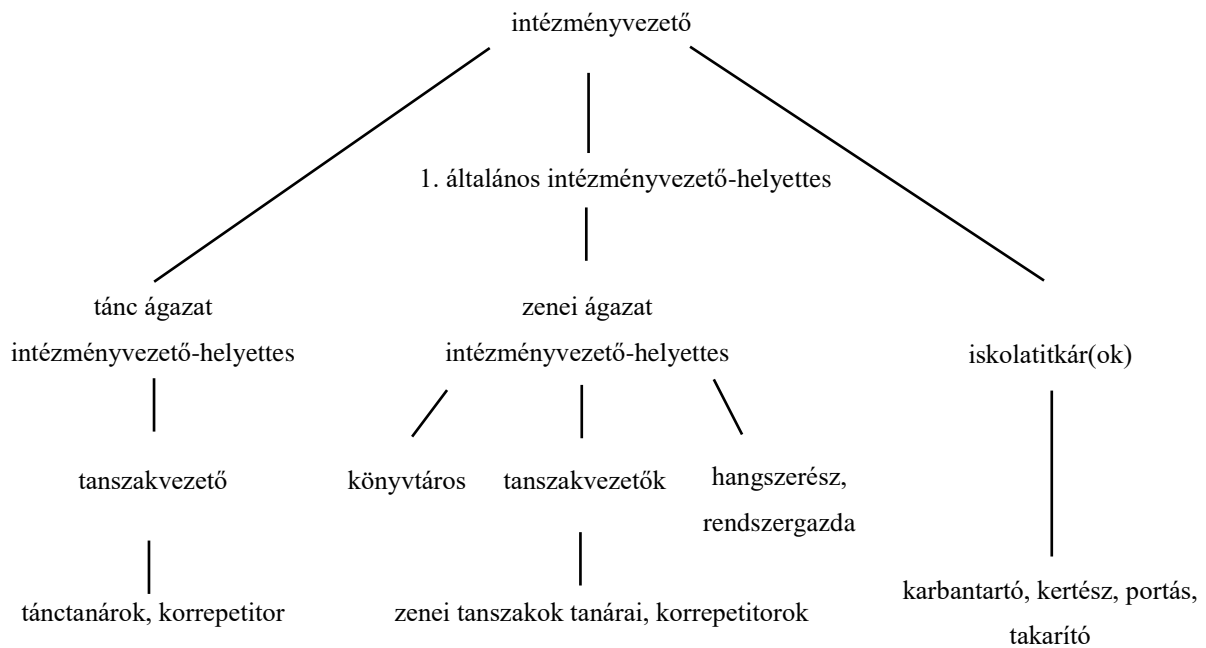 intézményvezető
1. általános intézményvezető-helyettes
tánc ágazat
intézményvezető-helyettes
zenei ágazat
intézményvezető-helyettes
iskolatitkár(ok)
tanszakvezető
könyvtáros
tanszakvezetők
hangszerész,
rendszergazda
tánctanárok, korrepetitor
zenei tanszakok tanárai, korrepetitorok
karbantartó, kertész, portás,
takarító